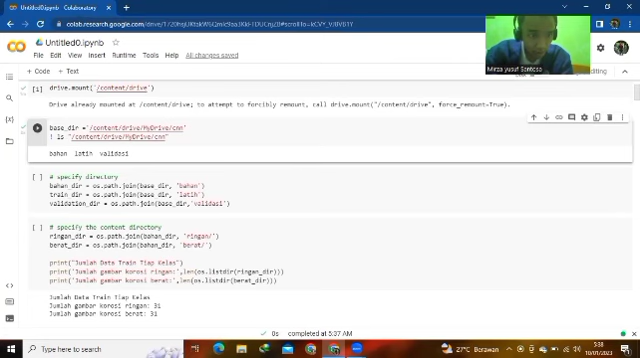 Untitled0.ipynb - Colaboratory
Untitled0.ipynb
File Edit View Insert Runtime Tools Help All changes saved
Mirza yusuf Santoso
+ Code + Text
drive.mount('/content/drive')
Drive already mounted at /content/drive; to attempt to forcibly remount, call drive.mount("/content/drive", force_remount=True).
base_dir ='/content/drive/MyDrive/cnn'
! ls "/content/drive/MyDrive/cnn"
bahan latih validasi
[ ] # specify directory
bahan_dir = os.path.join(base_dir, 'bahan')
train_dir = os.path.join(base_dir, 'latih')
validation_dir = os.path.join(base_dir,'validasi')
[ ] # specify the content directory
ringan_dir = os.path.join(bahan_dir, 'ringan/')
berat_dir = os.path.join(bahan_dir, 'berat/')
print("Jumlah Data Train Tiap Kelas")
print('Jumlah gambar korosi ringan:',len(os.listdir(ringan_dir)))
print('Jumlah gambar korosi berat:',len(os.listdir(berat_dir)))
Jumlah Data Train Tiap Kelas
Jumlah gambar korosi ringan: 31
Jumlah gambar korosi berat: 31
0s completed at 5:37 AM
Type here to search
27°C Berawan
5:38
10/01/2023